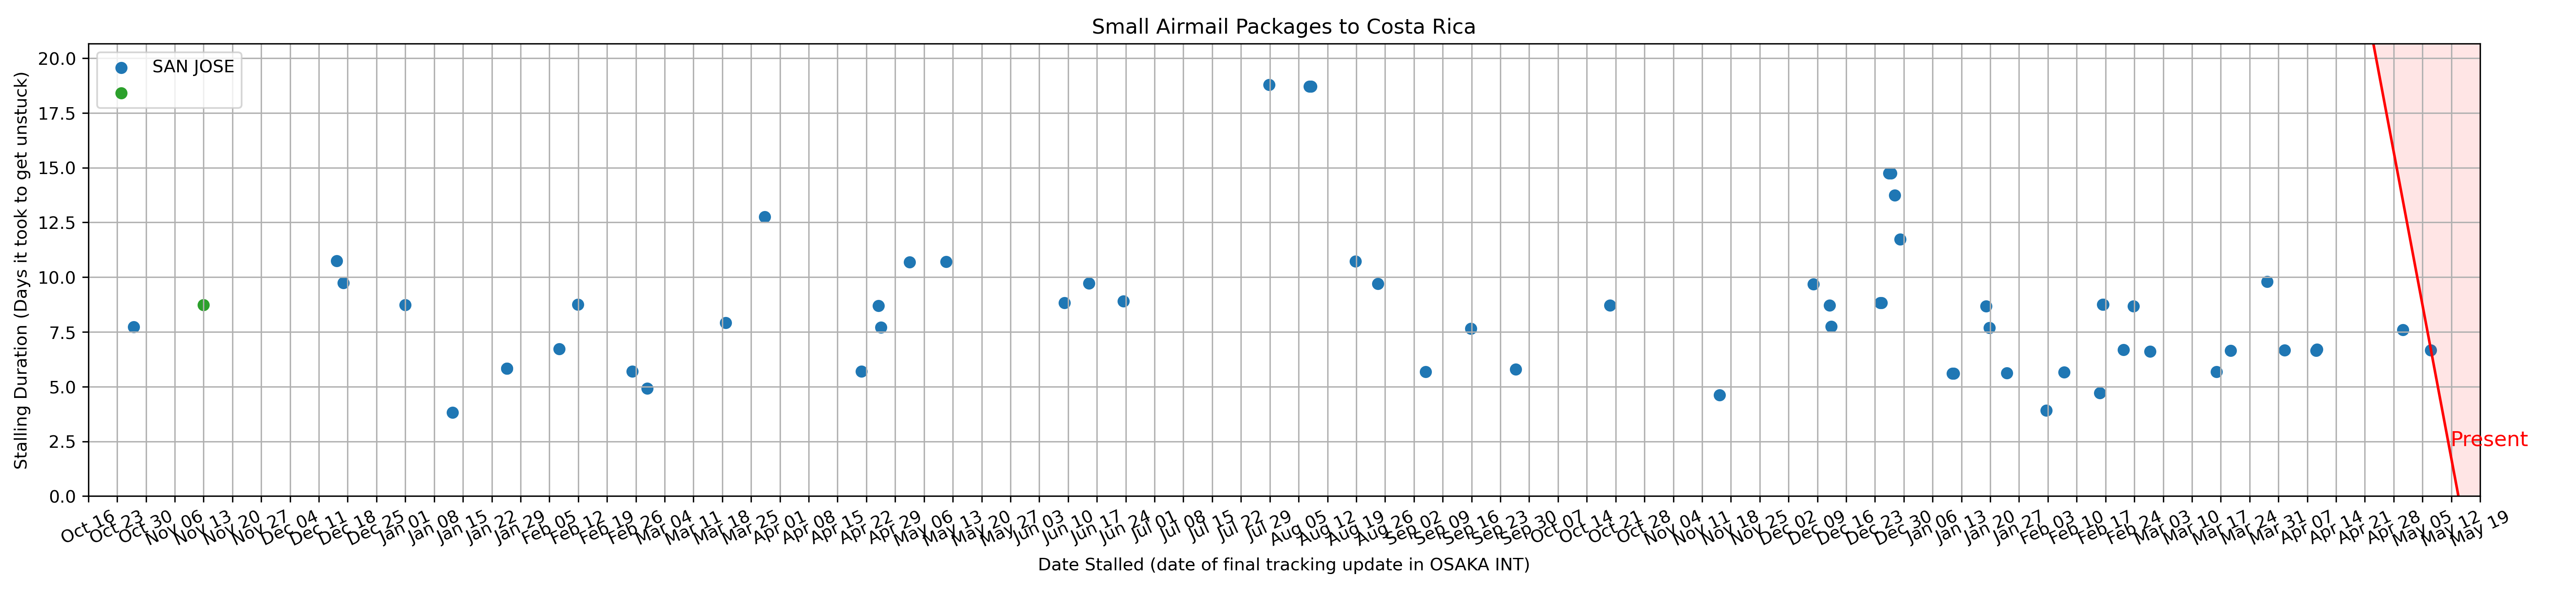 Small Airmail Packages to Costa Rica
SAN JOSE
Stalling Duration (Days it took to get unstuck)
20.0
17.5
15.0
12.5
10.0
7.5
5.0
2.5
0.0
Present
Oct 16
Oct 23
Oct 30
Nov 06
Nov 13
Nov 20
Nov 27
Dec 04
Dec 11
Dec 18
Dec 25
Jan 01
Jan 08
Jan 15
Jan 22
Jan 29
Feb 05
Feb 12
Feb 19
Feb 26
Mar 04
Mar 11
Mar 18
Mar 25
Apr 01
Apr 08
Apr 15
Apr 22
Apr 29
May 06
May 13
May 20
May 27
Jun 03
Jun 10
Jun 17
Jun 24
Jul 01
Jul 08
Jul 15
Jul 22
Jul 29
Aug 05
Aug 12
Aug 19
Aug 26
Sep 02
Sep 09
Sep 16
Sep 23
Sep 30
Oct 07
Oct 14
Oct 21
Oct 28
Nov 04
Nov 11
Nov 18
Nov 25
Dec 02
Dec 09
Dec 16
Dec 23
Dec 30
Jan 06
Jan 13
Jan 20
Jan 27
Feb 03
Feb 10
Feb 17
Feb 24
Mar 03
Mar 10
Mar 17
Mar 24
Mar 31
Apr 07
Apr 14
Apr 21
Apr 28
May 05
May 12
May 19
Date Stalled (date of final tracking update in OSAKA INT)